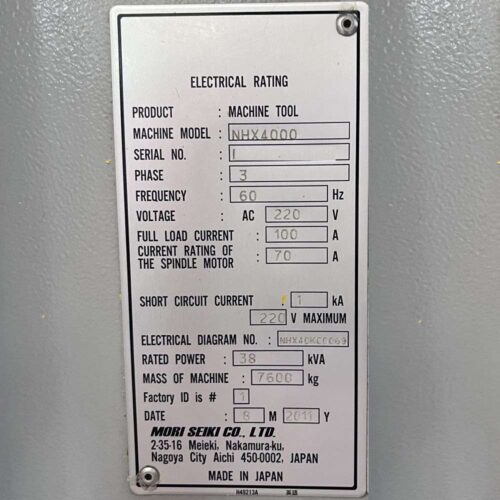 ELECTRICAL RATING
PRODUCT : MACHINE TOOL
MACHINE MODEL : NHX4000
SERIAL NO. :
PHASE : 3
FREQUENCY : 60 Hz
VOLTAGE : AC 220 V
FULL LOAD CURRENT : 100 A
CURRENT RATING OF
THE SPINDLE MOTOR : 70 A
SHORT CIRCUIT CURRENT : 1 kA
220 V MAXIMUM
ELECTRICAL DIAGRAM NO. :
RATED POWER : 38 kVA
MASS OF MACHINE : 7600 kg
Factory ID is # 1
DATE : 8 M 2011 Y
MORI SEIKI CO., LTD.
2-35-16 Meieki, Nakamura-ku,
Nagoya City Aichi 450-0002, JAPAN
MADE IN JAPAN
H49213A 英語